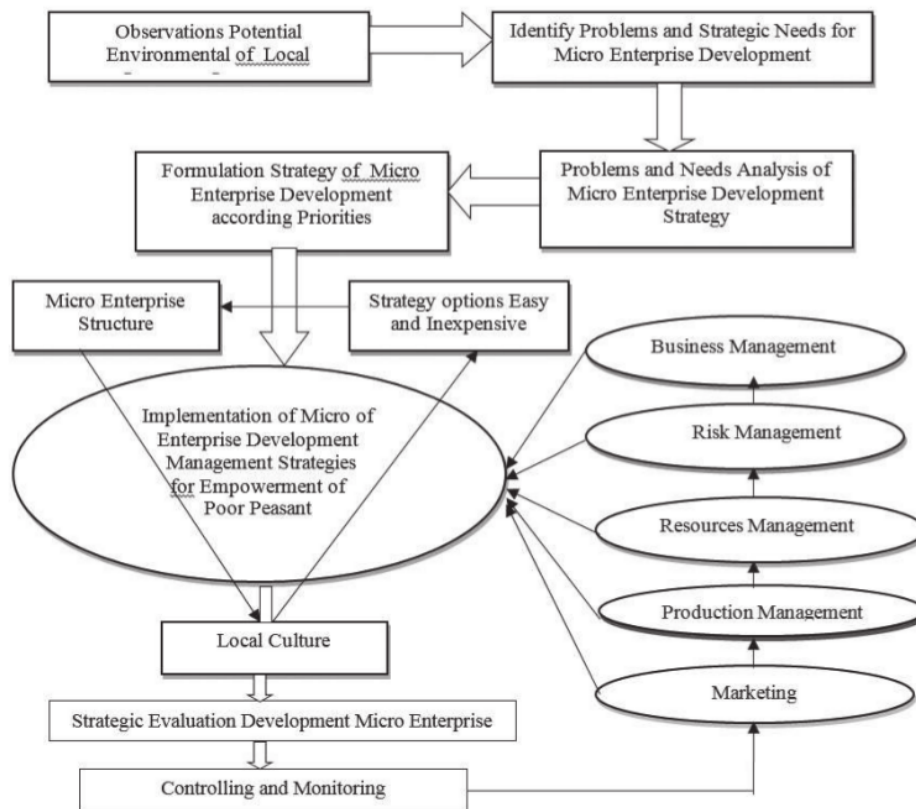 Observations Potential
Environmental of Local
Identify Problems and Strategic Needs for
Micro Enterprise Development
Formulation Strategy of Micro
Enterprise Development
according Priorities
Problems and Needs Analysis of
Micro Enterprise Development
Strategy
Micro Enterprise
Structure
Strategy options Easy
and Inexpensive
Business Management
Implementation of Micro of
Enterprise Development
Management Strategies
for Empowerment of
Poor Peasant
Risk Management
Resources Management
Production Management
Local Culture
Marketing
Strategic Evaluation Development Micro Enterprise
Controlling and Monitoring